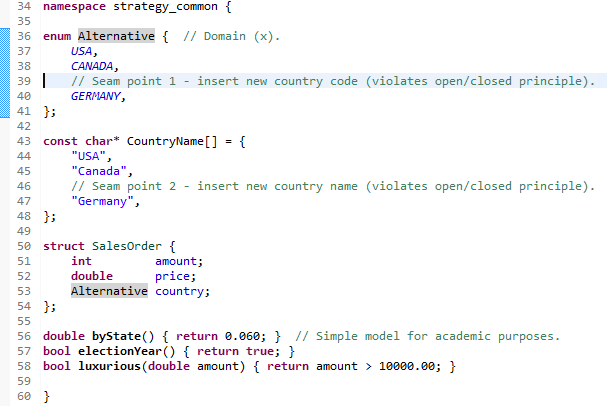 34 namespace strategy_common {
35
36 enum Alternative {  // Domain (x).
37     USA,
38     CANADA,
39     // Seam point 1 - insert new country code (violates open/closed principle).
40     GERMANY,
41 };
42
43 const char* CountryName[] = {
44     "USA",
45     "Canada",
46     // Seam point 2 - insert new country name (violates open/closed principle).
47     "Germany",
48 };
49
50 struct SalesOrder {
51     int         amount;
52     double      price;
53     Alternative country;
54 };
55
56 double byState() { return 0.060; }  // Simple model for academic purposes.
57 bool electionYear() { return true; }
58 bool luxurious(double amount) { return amount > 10000.00; }
59
60 }